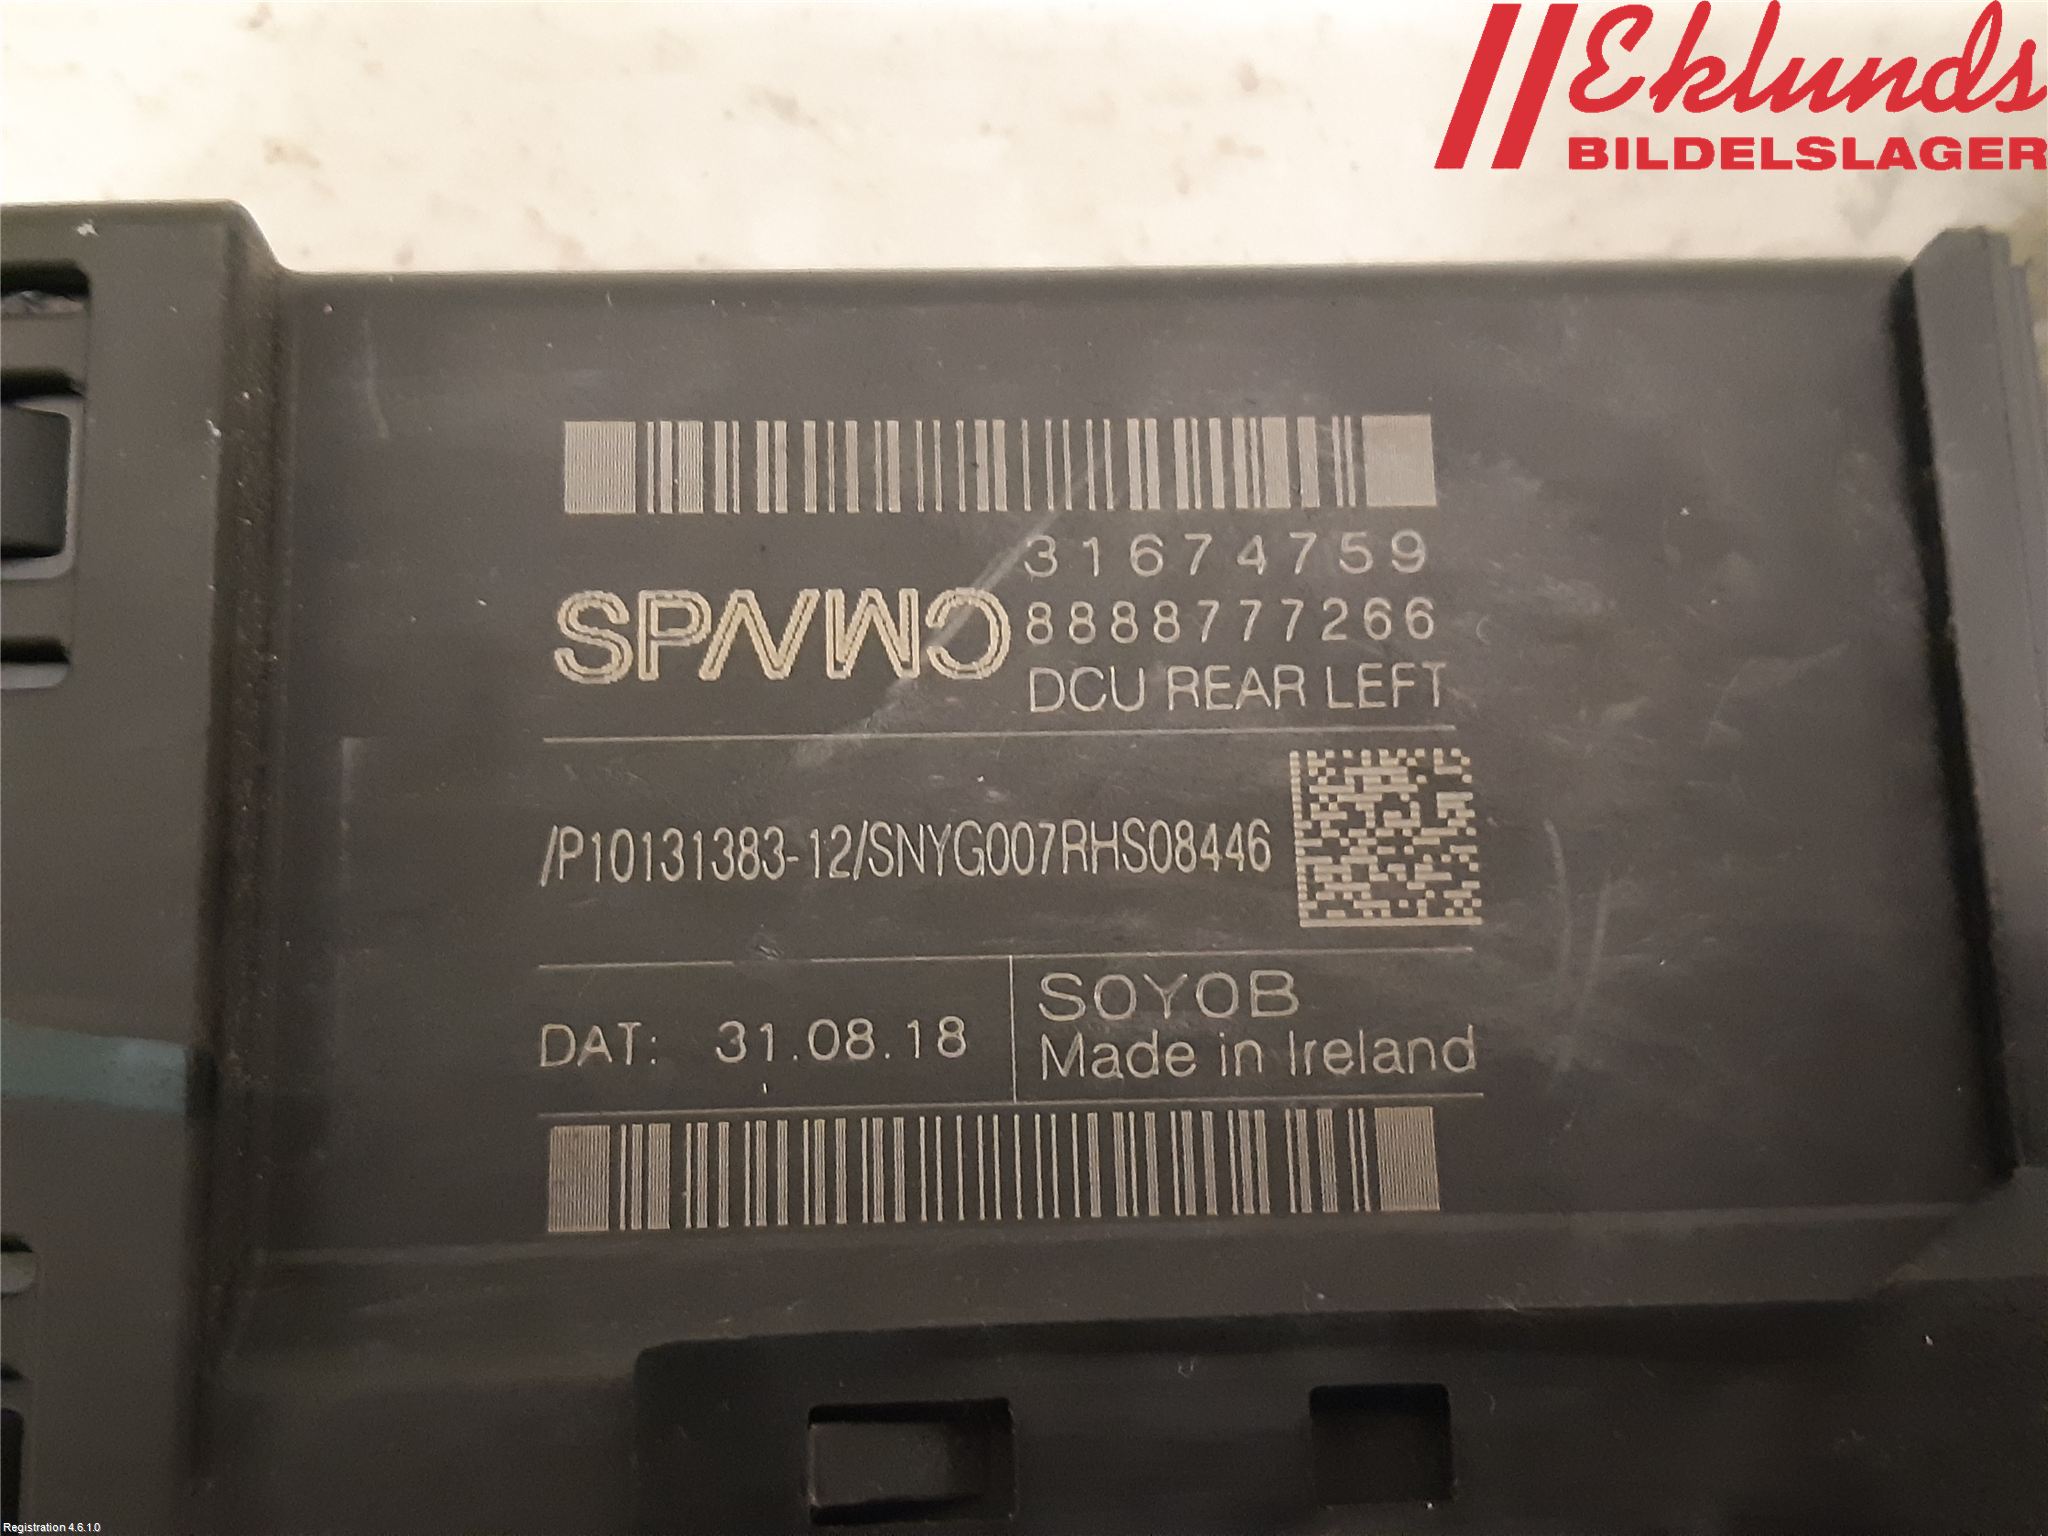 Eklunds
BILDELSLAGER
31674759
8888777266
DCU REAR LEFT
/P10131383-12/SNYG007RHS08446
DAT: 31.08.18
SOYOB
Made in Ireland
Registration 4.6.1.0